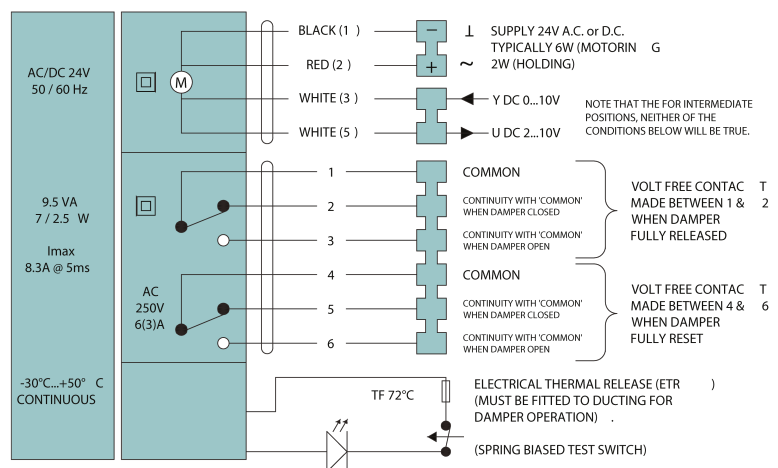 AC/DC 24V
50 / 60 Hz
9.5 VA
7 / 2.5 W
Imax
8.3A @ 5ms
-30°C...+50° C
CONTINUOUS
M
AC
250V
6(3)A
BLACK (1 )
RED (2 )
WHITE (3 )
WHITE (5 )
1
2
3
4
5
6
TF 72°C
−
+
⊥ SUPPLY 24V A.C. or D.C.
TYPICALLY 6W (MOTORIN G
~ 2W (HOLDING)
Y DC 0...10V
U DC 2...10V
NOTE THAT THE FOR INTERMEDIATE
POSITIONS, NEITHER OF THE
CONDITIONS BELOW WILL BE TRUE.
COMMON
CONTINUITY WITH 'COMMON'
WHEN DAMPER CLOSED
CONTINUITY WITH 'COMMON'
WHEN DAMPER OPEN
VOLT FREE CONTAC T
MADE BETWEEN 1 & 2
WHEN DAMPER
FULLY RELEASED
COMMON
CONTINUITY WITH 'COMMON'
WHEN DAMPER CLOSED
CONTINUITY WITH 'COMMON'
WHEN DAMPER OPEN
VOLT FREE CONTAC T
MADE BETWEEN 4 & 6
WHEN DAMPER
FULLY RESET
ELECTRICAL THERMAL RELEASE (ETR )
(MUST BE FITTED TO DUCTING FOR
DAMPER OPERATION) .
(SPRING BIASED TEST SWITCH)